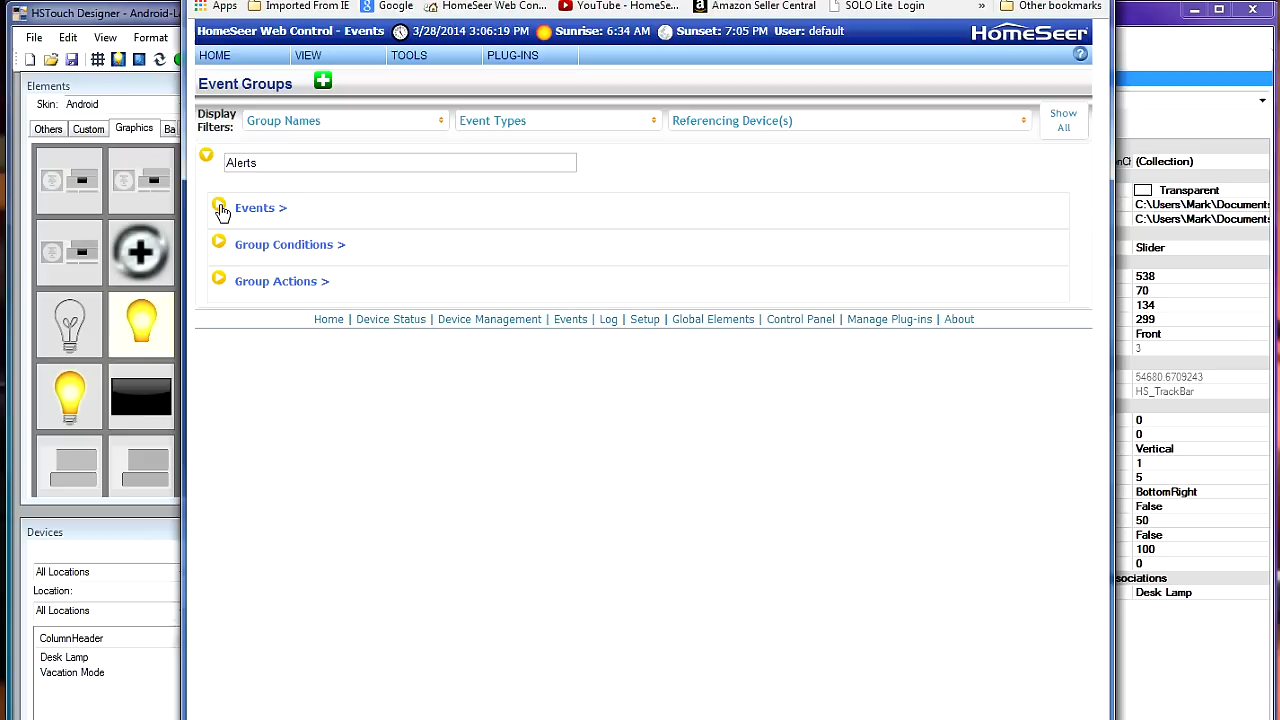 HSTouch Designer - Android-L
File Edit View Format
Elements
Skin: Android
Others Custom Graphics Ba
Devices
All Locations
Location:
All Locations
ColumnHeader
Desk Lamp
Vacation Mode
Apps Imported From IE Google HomeSeer Web Con... YouTube - HomeSe... Amazon Seller Central SOLO Lite Login » Other bookmarks
HomeSeer Web Control - Events 3/28/2014 3:06:19 PM Sunrise: 6:34 AM Sunset: 7:05 PM User: default HomeSeer
HOME VIEW TOOLS PLUG-INS ?
Event Groups
Display Filters: Group Names Event Types Referencing Device(s) Show All
Alerts
Events >
Group Conditions >
Group Actions >
Home | Device Status | Device Management | Events | Log | Setup | Global Elements | Control Panel | Manage Plug-ins | About
(Collection)
Transparent
C:\Users\Mark\Documents
C:\Users\Mark\Documents
Slider
538
70
134
299
Front
3
54680.6709243
HS_TrackBar
0
0
Vertical
1
5
BottomRight
False
50
False
100
0
sociations
Desk Lamp